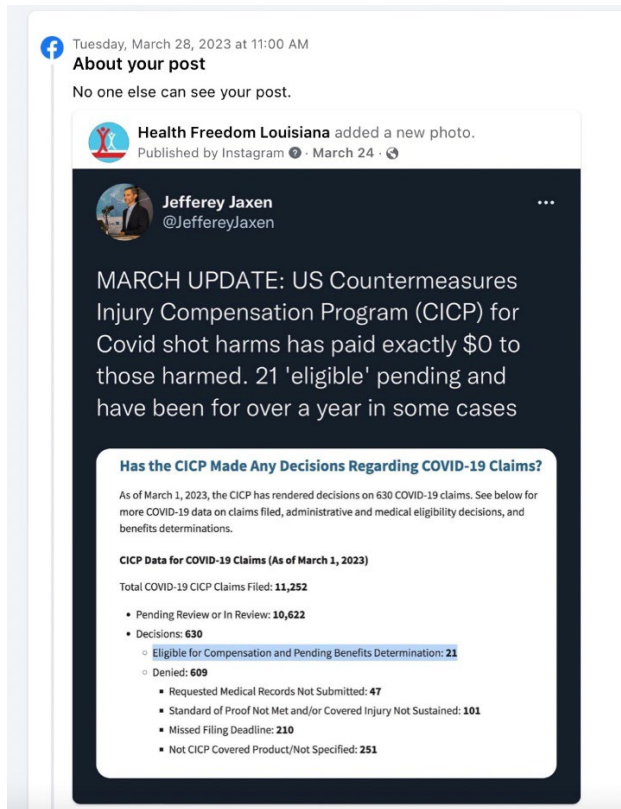 Tuesday, March 28, 2023 at 11:00 AM
About your post
No one else can see your post.
Health Freedom Louisiana added a new photo.
Published by Instagram · March 24 ·
Jefferey Jaxen
@JeffereyJaxen
MARCH UPDATE: US Countermeasures
Injury Compensation Program (CICP) for
Covid shot harms has paid exactly $0 to
those harmed. 21 'eligible' pending and
have been for over a year in some cases
Has the CICP Made Any Decisions Regarding COVID-19 Claims?
As of March 1, 2023, the CICP has rendered decisions on 630 COVID-19 claims. See below for
more COVID-19 data on claims filed, administrative and medical eligibility decisions, and
benefits determinations.
CICP Data for COVID-19 Claims (As of March 1, 2023)
Total COVID-19 CICP Claims Filed: 11,252
• Pending Review or In Review: 10,622
• Decisions: 630
○ Eligible for Compensation and Pending Benefits Determination: 21
○ Denied: 609
▪ Requested Medical Records Not Submitted: 47
▪ Standard of Proof Not Met and/or Covered Injury Not Sustained: 101
▪ Missed Filing Deadline: 210
▪ Not CICP Covered Product/Not Specified: 251